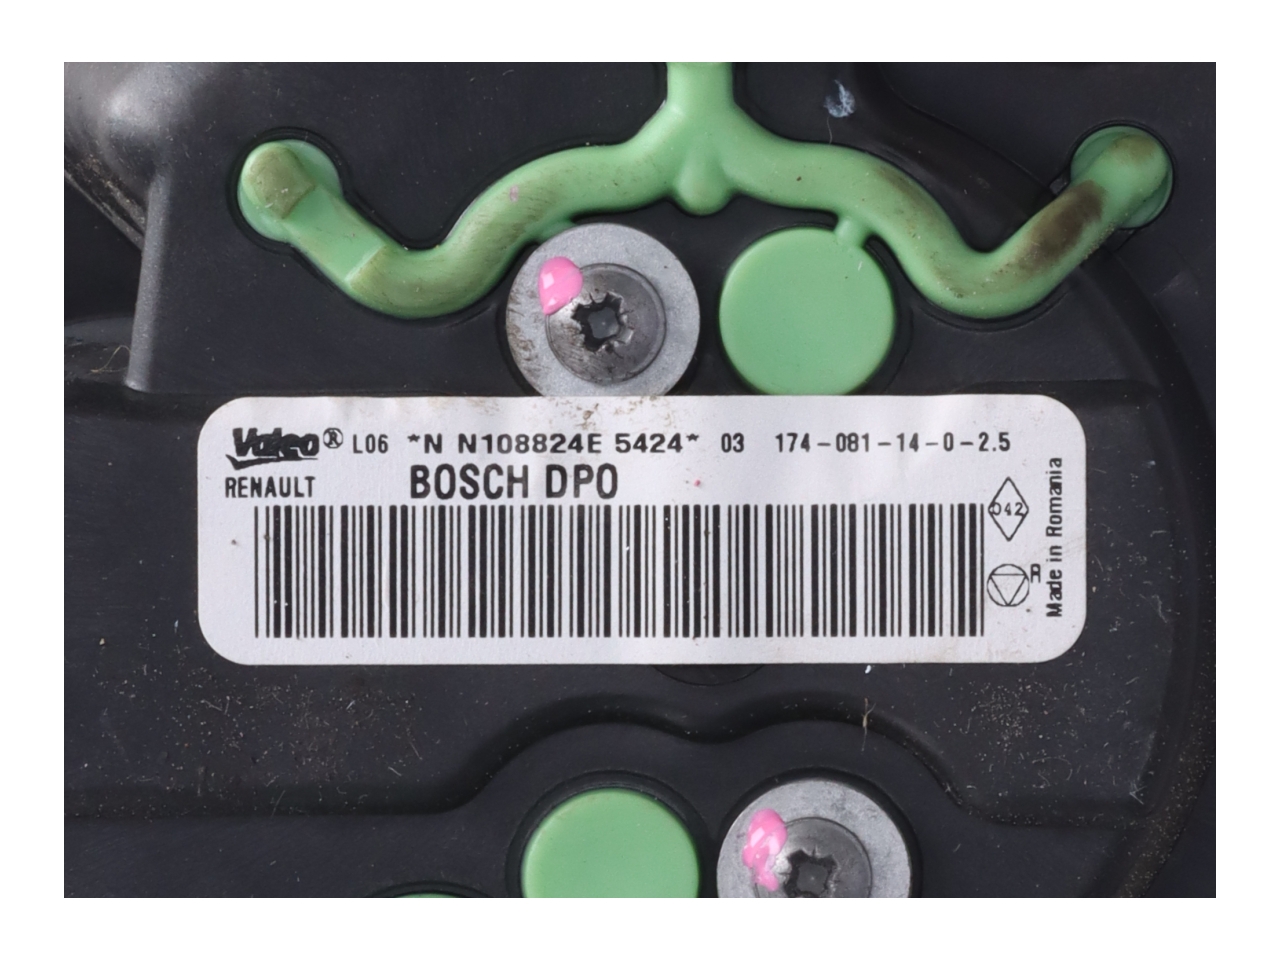 Valeo® L06 *N N108824E 5424* 03 174-081-14-0-2.5
RENAULT BOSCH DPO
042
R
Made in Romania